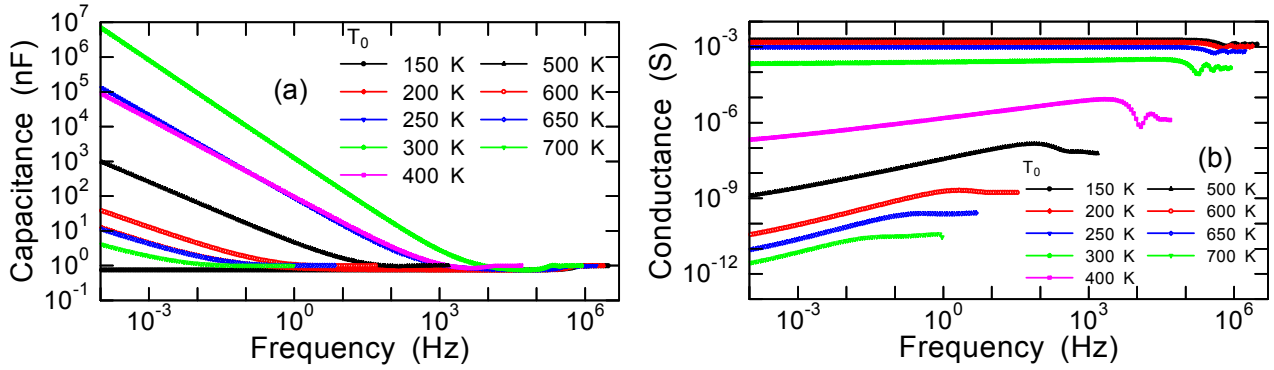 10^7
10^6
10^5
10^4
10^3
10^2
10^1
10^0
10^-1
Capacitance (nF)
(a)
T_0
150 K 500 K
200 K 600 K
250 K 650 K
300 K 700 K
400 K
10^-3 10^0 10^3 10^6
Frequency (Hz)
10^-3
10^-6
10^-9
10^-12
Conductance (S)
(b)
T_0
150 K 500 K
200 K 600 K
250 K 650 K
300 K 700 K
400 K
10^-3 10^0 10^3 10^6
Frequency (Hz)